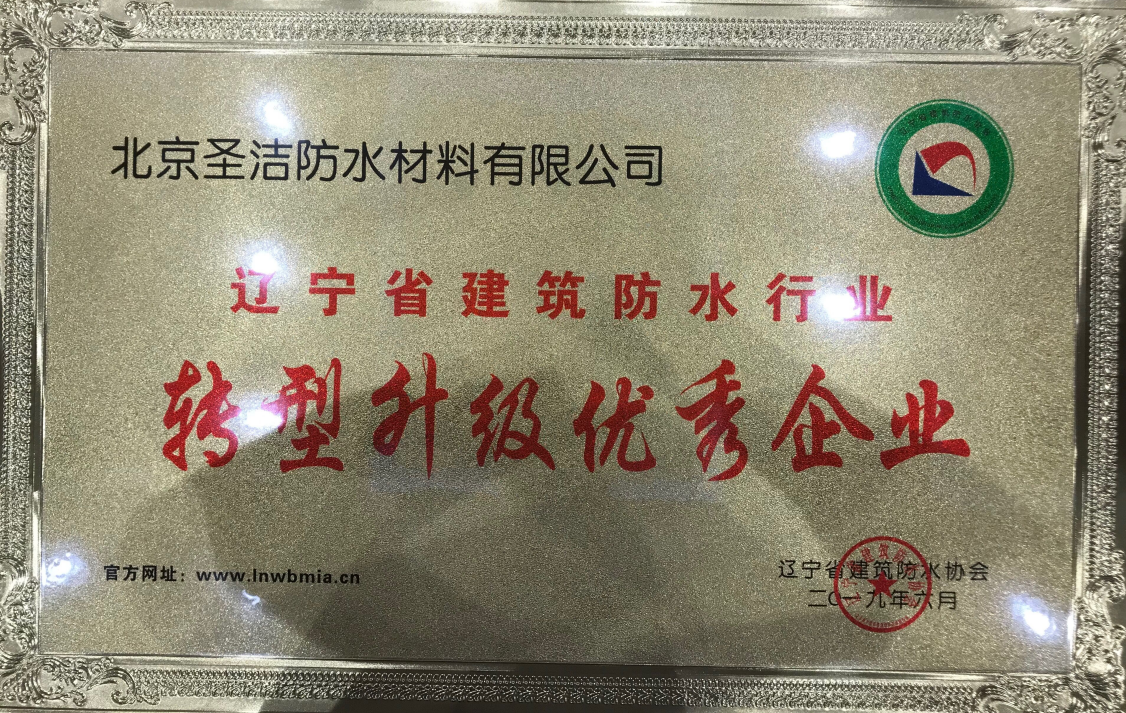 北京圣洁防水材料有限公司
辽宁省建筑防水行业
转型升级优秀企业
官方网址：www.lnwbmia.cn
辽宁省建筑防水协会
二〇一九年六月